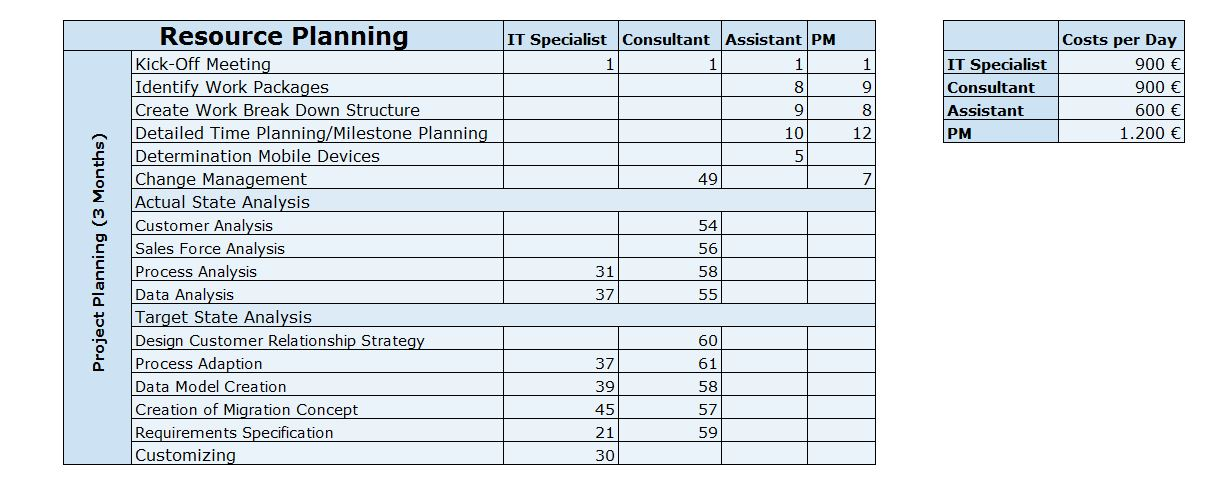 Resource Planning IT Specialist Consultant Assistant PM
Kick-Off Meeting 1 1 1 1
Identify Work Packages 8 9
Create Work Break Down Structure 9 8
Detailed Time Planning/Milestone Planning 10 12
Determination Mobile Devices 5
Change Management 49 7
Actual State Analysis
Customer Analysis 54
Sales Force Analysis 56
Process Analysis 31 58
Data Analysis 37 55
Target State Analysis
Design Customer Relationship Strategy 60
Process Adaption 37 61
Data Model Creation 39 58
Creation of Migration Concept 45 57
Requirements Specification 21 59
Customizing 30
Project Planning (3 Months)
Costs per Day
IT Specialist 900 €
Consultant 900 €
Assistant 600 €
PM 1.200 €